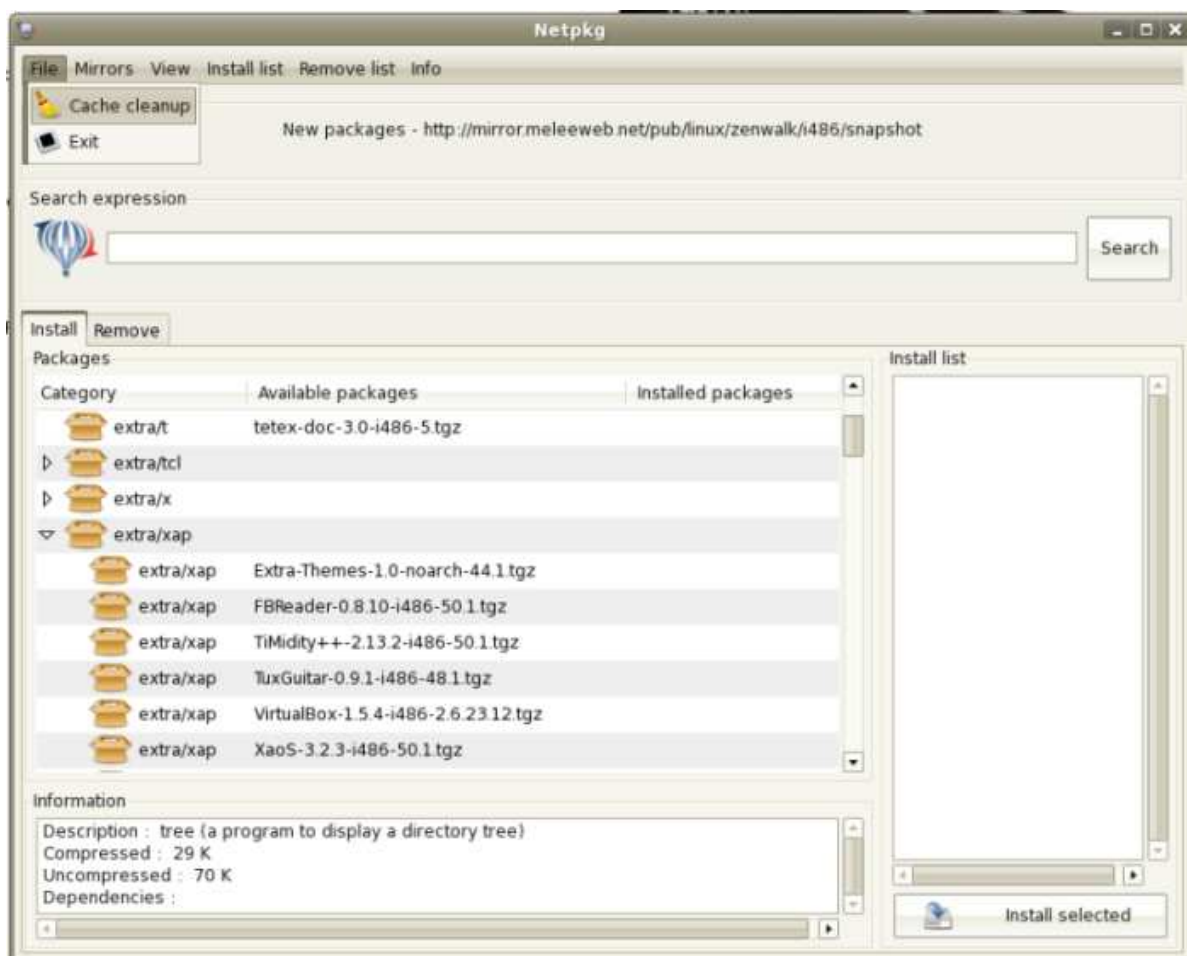 Netpkg
File Mirrors View Install list Remove list Info
Cache cleanup
Exit
New packages - http://mirror.meleeweb.net/pub/linux/zenwalk/i486/snapshot
Search expression
Search
Install Remove
Packages
Category Available packages Installed packages
extra/t tetex-doc-3.0-i486-5.tgz
extra/tcl
extra/x
extra/xap
extra/xap Extra-Themes-1.0-noarch-44.1.tgz
extra/xap FBReader-0.8.10-i486-50.1.tgz
extra/xap TiMidity++-2.13.2-i486-50.1.tgz
extra/xap TuxGuitar-0.9.1-i486-48.1.tgz
extra/xap VirtualBox-1.5.4-i486-2.6.23.12.tgz
extra/xap XaoS-3.2.3-i486-50.1.tgz
Information
Description : tree (a program to display a directory tree)
Compressed : 29 K
Uncompressed : 70 K
Dependencies :
Install list
Install selected